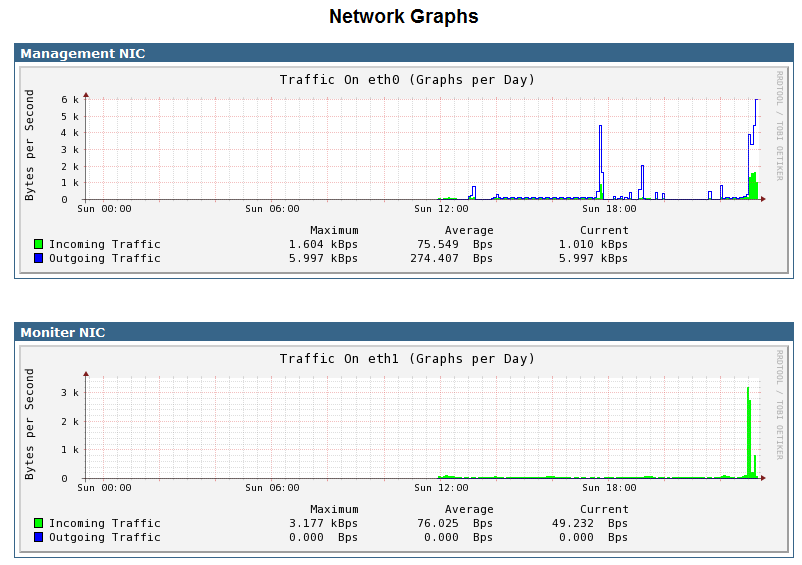 Network Graphs
Management NIC
Traffic On eth0 (Graphs per Day)
RRDTOOL / TOBI OETIKER
Bytes per Second
6 k
5 k
4 k
3 k
2 k
1 k
0
Sun 00:00 Sun 06:00 Sun 12:00 Sun 18:00
Maximum Average Current
Incoming Traffic 1.604 kBps 75.549 Bps 1.010 kBps
Outgoing Traffic 5.997 kBps 274.407 Bps 5.997 kBps
Moniter NIC
Traffic On eth1 (Graphs per Day)
RRDTOOL / TOBI OETIKER
Bytes per Second
3 k
2 k
1 k
0
Sun 00:00 Sun 06:00 Sun 12:00 Sun 18:00
Maximum Average Current
Incoming Traffic 3.177 kBps 76.025 Bps 49.232 Bps
Outgoing Traffic 0.000 Bps 0.000 Bps 0.000 Bps